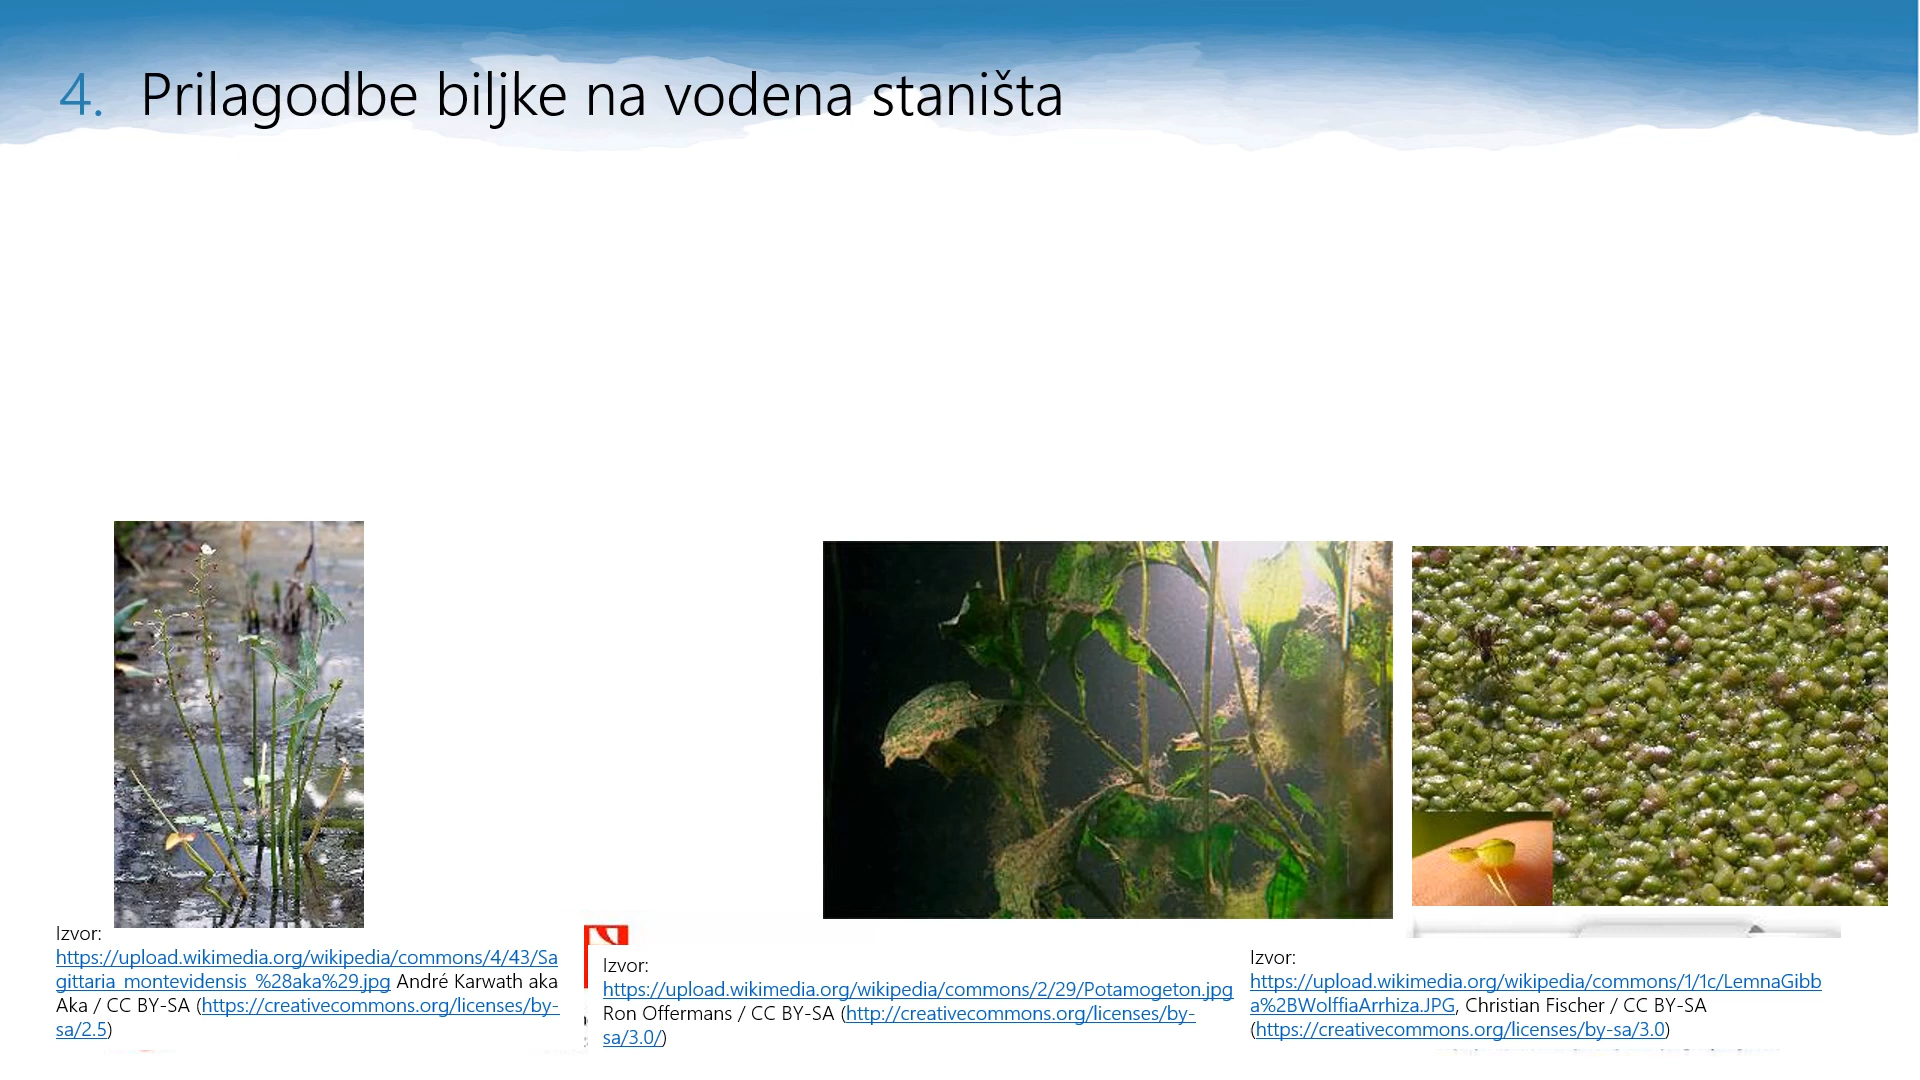 4. Prilagodbe biljke na vodena staništa
Izvor:
https://upload.wikimedia.org/wikipedia/commons/4/43/Sa
gittaria_montevidensis_%28aka%29.jpg André Karwath aka
Aka / CC BY-SA (https://creativecommons.org/licenses/by-
sa/2.5)
Izvor:
https://upload.wikimedia.org/wikipedia/commons/2/29/Potamogeton.jpg
Ron Offermans / CC BY-SA (http://creativecommons.org/licenses/by-
sa/3.0/)
Izvor:
https://upload.wikimedia.org/wikipedia/commons/1/1c/LemnaGibb
a%2BWolffiaArrhiza.JPG, Christian Fischer / CC BY-SA
(https://creativecommons.org/licenses/by-sa/3.0)